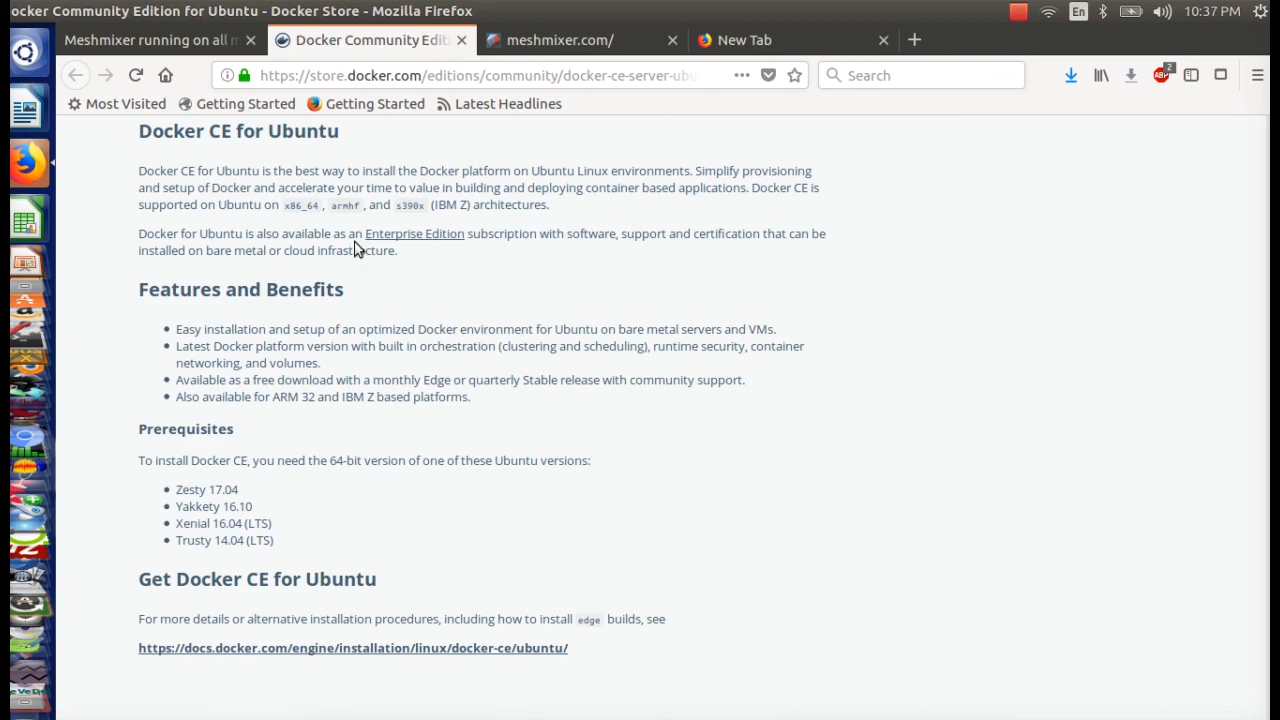 ocker Community Edition for Ubuntu - Docker Store - Mozilla Firefox
En
10:37 PM
Meshmixer running on all m
Docker Community Editi
meshmixer.com/
New Tab
https://store.docker.com/editions/community/docker-ce-server-ubu
Search
ABP
2
Most Visited
Getting Started
Getting Started
Latest Headlines
Docker CE for Ubuntu
Docker CE for Ubuntu is the best way to install the Docker platform on Ubuntu Linux environments. Simplify provisioning
and setup of Docker and accelerate your time to value in building and deploying container based applications. Docker CE is
supported on Ubuntu on x86_64 , armhf , and s390x (IBM Z) architectures.
Docker for Ubuntu is also available as an Enterprise Edition subscription with software, support and certification that can be
installed on bare metal or cloud infrastructure.
Features and Benefits
Easy installation and setup of an optimized Docker environment for Ubuntu on bare metal servers and VMs.
Latest Docker platform version with built in orchestration (clustering and scheduling), runtime security, container
networking, and volumes.
Available as a free download with a monthly Edge or quarterly Stable release with community support.
Also available for ARM 32 and IBM Z based platforms.
Prerequisites
To install Docker CE, you need the 64-bit version of one of these Ubuntu versions:
Zesty 17.04
Yakkety 16.10
Xenial 16.04 (LTS)
Trusty 14.04 (LTS)
Get Docker CE for Ubuntu
For more details or alternative installation procedures, including how to install edge builds, see
https://docs.docker.com/engine/installation/linux/docker-ce/ubuntu/